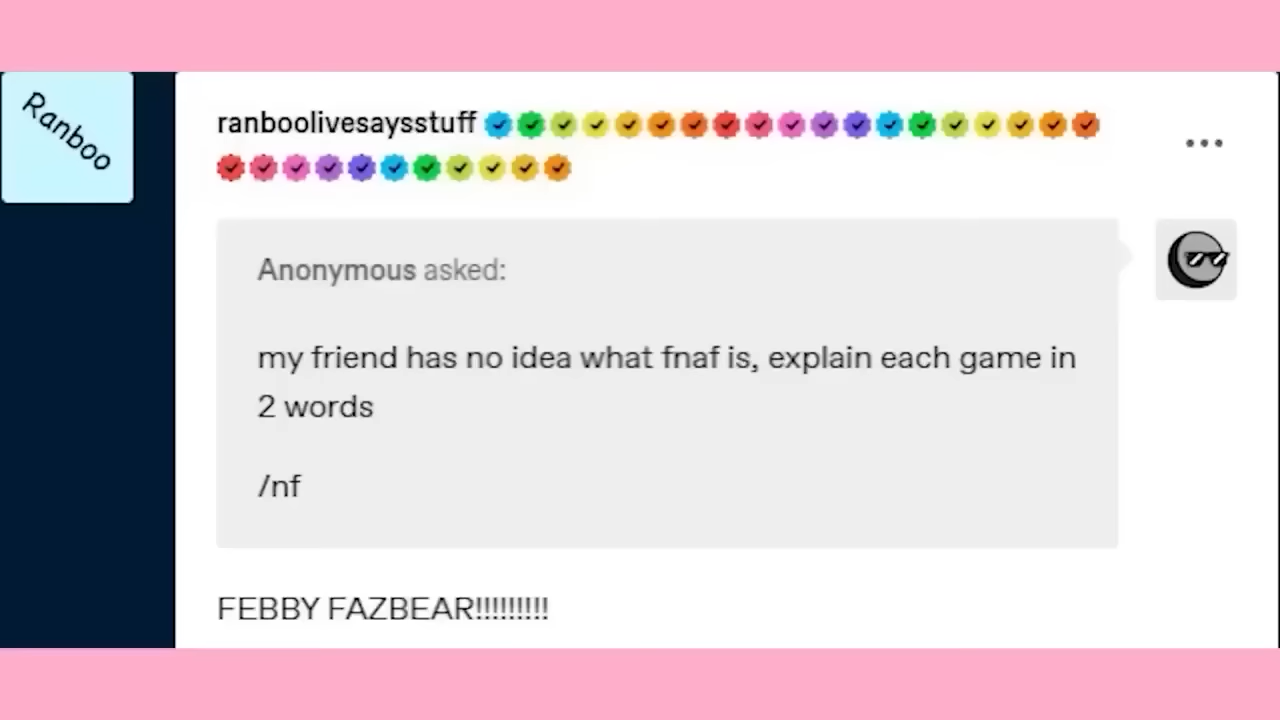 Ranboo
ranboolivesaysstuff
Anonymous asked:
my friend has no idea what fnaf is, explain each game in
2 words
/nf
FEBBY FAZBEAR!!!!!!!!!